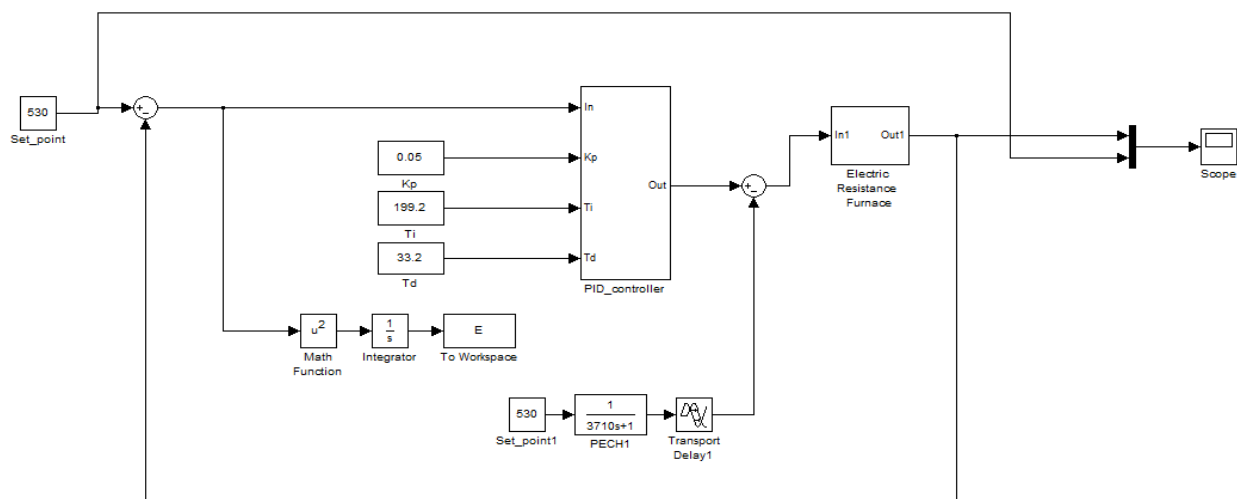 530
Set_point
+
−
In
Kp
Ti
Td
Out
PID_controller
0.05
Kp
199.2
Ti
33.2
Td
+
−
In1
Out1
Electric
Resistance
Furnace
Scope
u²
Math
Function
1
s
Integrator
E
To Workspace
530
Set_point1
1
3710s+1
PECH1
Transport
Delay1